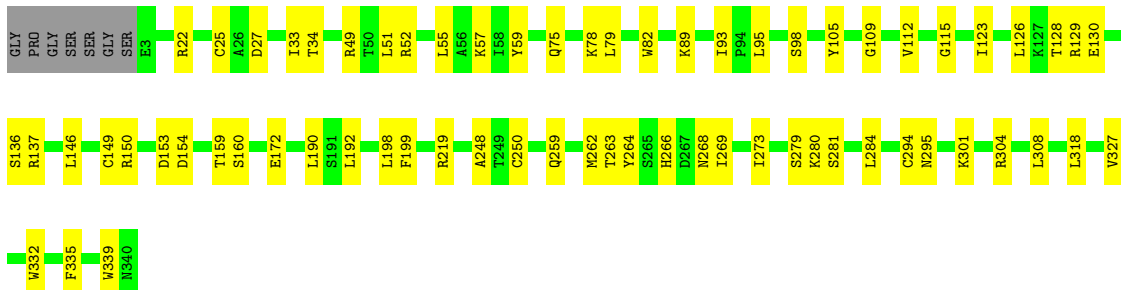 GLY PRO GLY SER SER GLY SER E3 R22 C25 A26 D27 I33 T34 R49 T50 L51 R52 L55 A56 K57 I58 Y59 Q75 K78 L79 W82 K89 I93 P94 L95 S98 Y105 G109 V112 G115 I123 L126 K127 T128 R129 E130
S136 R137 L146 C149 R150 D153 D154 T159 S160 E172 L190 S191 L192 L198 F199 R219 A248 T249 C250 Q259 M262 T263 Y264 S265 H266 D267 N268 I269 I273 S279 K280 S281 L284 C294 N295 K301 R304 L308 L318 V327
W332 F335 W339 N340